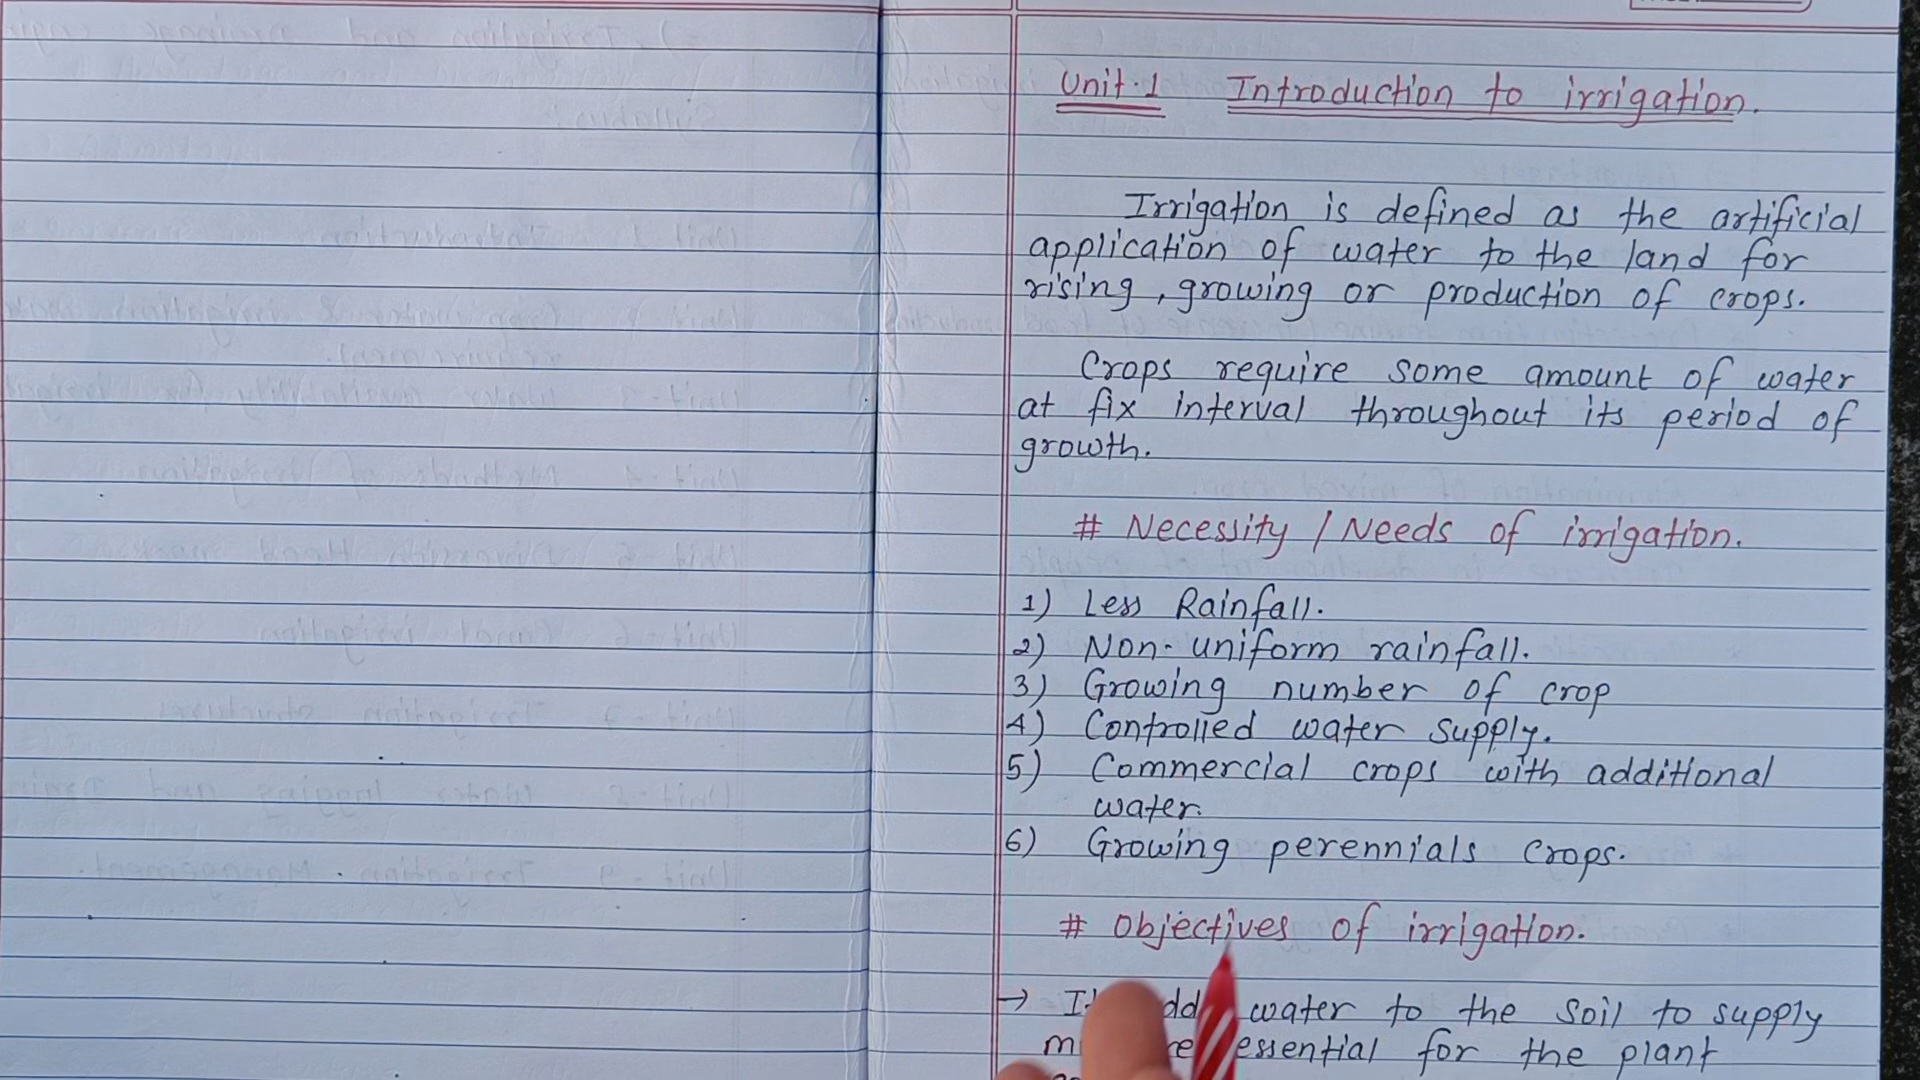 Unit-1 Introduction to irrigation.
Irrigation is defined as the artificial
application of water to the land for
rising, growing or production of crops.
Crops require some amount of water
at fix interval throughout its period of
growth.
# Necessity / Needs of irrigation.
1) Less Rainfall.
2) Non-uniform rainfall.
3) Growing number of crop
4) Controlled water supply.
5) Commercial crops with additional
water.
6) Growing perennials crops.
# Objectives of irrigation.
→ water to the soil to supply
essential for the plant